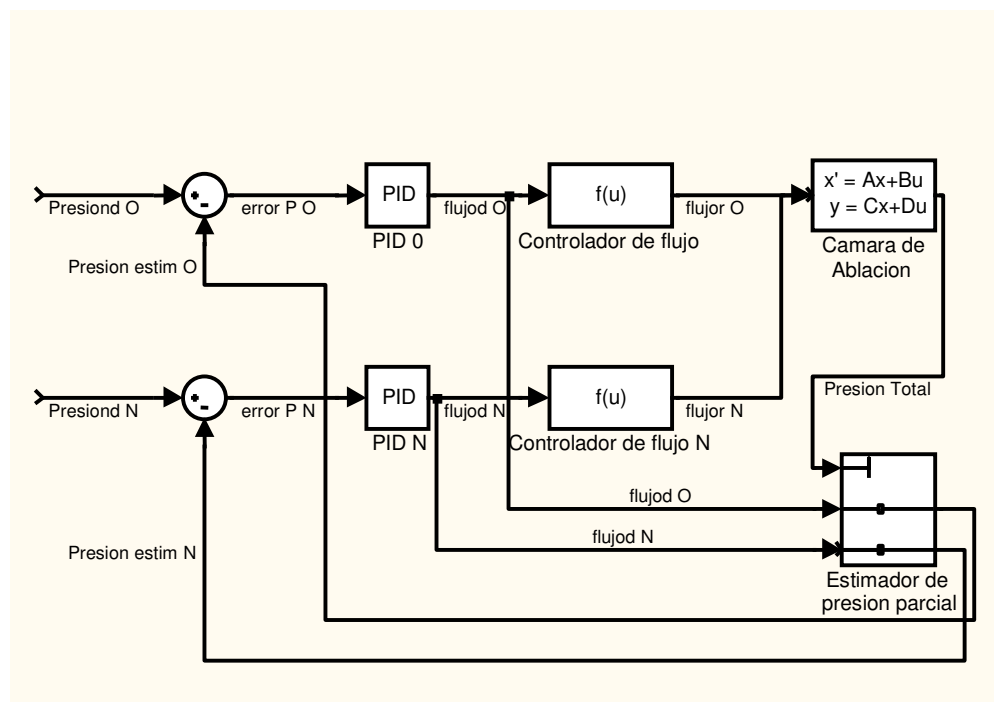 Presiond O
error P O
PID
PID 0
flujod O
f(u)
Controlador de flujo
flujor O
x' = Ax+Bu
y = Cx+Du
Camara de
Ablacion
Presion estim O
Presiond N
error P N
PID
PID N
flujod N
f(u)
Controlador de flujo N
flujor N
Presion Total
flujod O
flujod N
Presion estim N
Estimador de
presion parcial